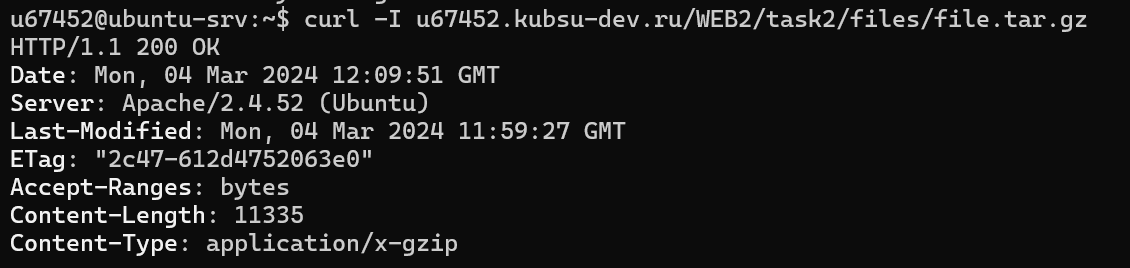 u67452@ubuntu-srv:~$ curl -I u67452.kubsu-dev.ru/WEB2/task2/files/file.tar.gz
HTTP/1.1 200 OK
Date: Mon, 04 Mar 2024 12:09:51 GMT
Server: Apache/2.4.52 (Ubuntu)
Last-Modified: Mon, 04 Mar 2024 11:59:27 GMT
ETag: "2c47-612d4752063e0"
Accept-Ranges: bytes
Content-Length: 11335
Content-Type: application/x-gzip